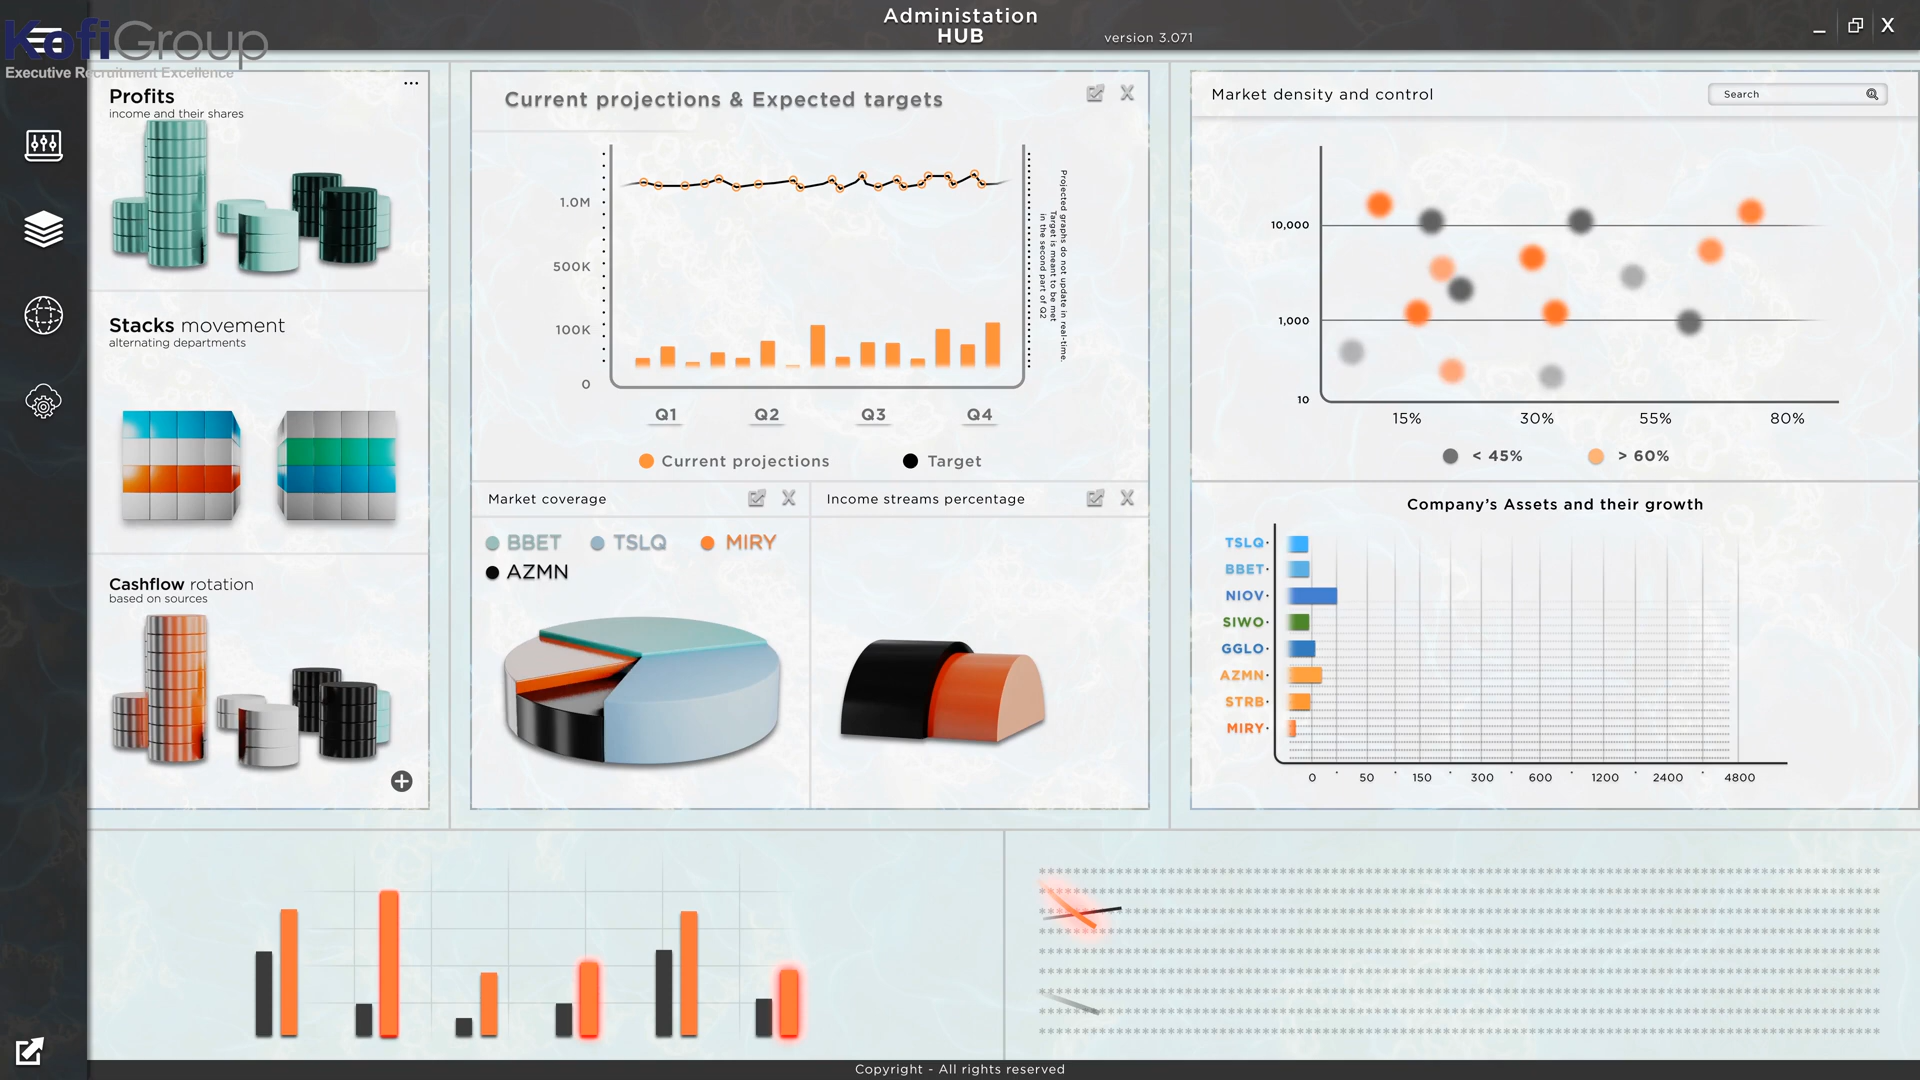 Administation
HUB
version 3.071
KofiGroup
Executive Recruitment Excellence
Profits
income and their shares
Stacks movement
alternating departments
Cashflow rotation
based on sources
Current projections & Expected targets
1.0M
500K
100K
0
Q1 Q2 Q3 Q4
Projected graphs do not update in real-time.
Target is meant to be met
in the second part of Q2
Current projections Target
Market coverage
BBET TSLQ MIRY
AZMN
Income streams percentage
Market density and control
Search
10,000
1,000
10
15% 30% 55% 80%
< 45% > 60%
Company's Assets and their growth
TSLQ
BBET
NIOV
SIWO
GGLO
AZMN
STRB
MIRY
0 50 150 300 600 1200 2400 4800
Copyright - All rights reserved